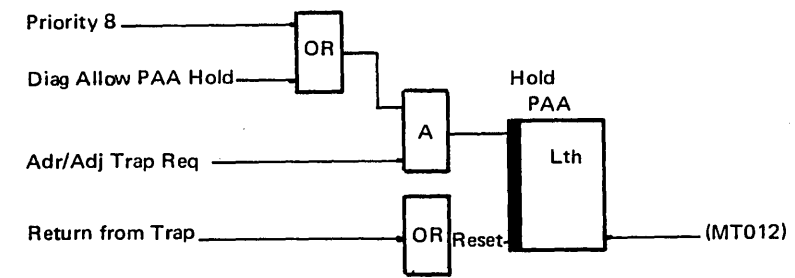 Priority 8
OR
Diag Allow PAA Hold
Hold
PAA
A
Lth
Adr/Adj Trap Req
Return from Trap
OR
Reset
(MT012)